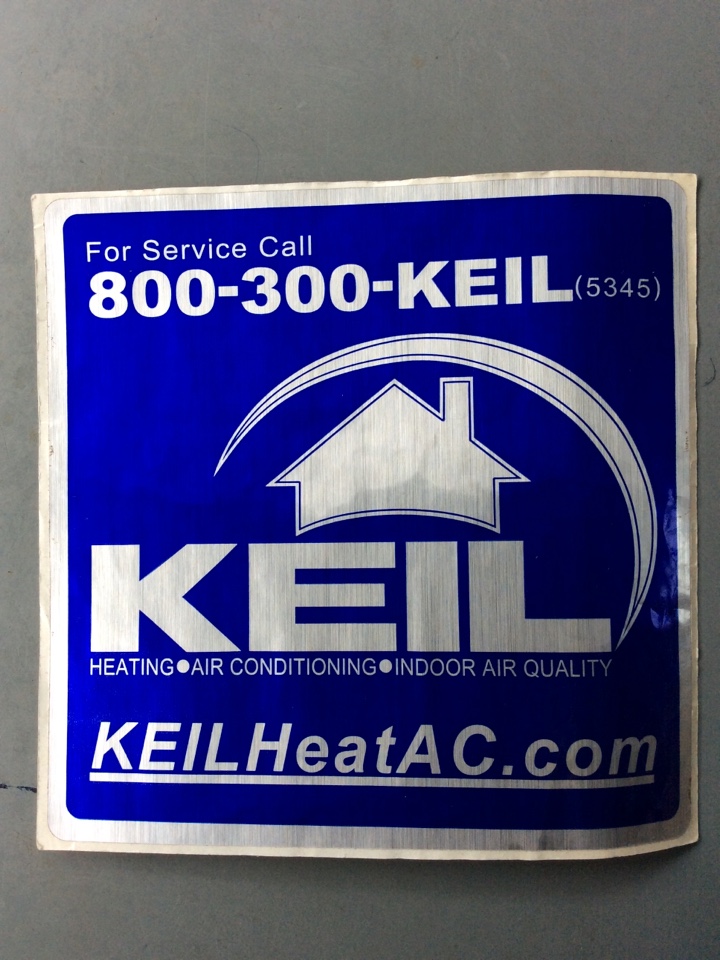 For Service Call
800-300-KEIL(5345)
KEIL
HEATING●AIR CONDITIONING●INDOOR AIR QUALITY
KEILHeatAC.com